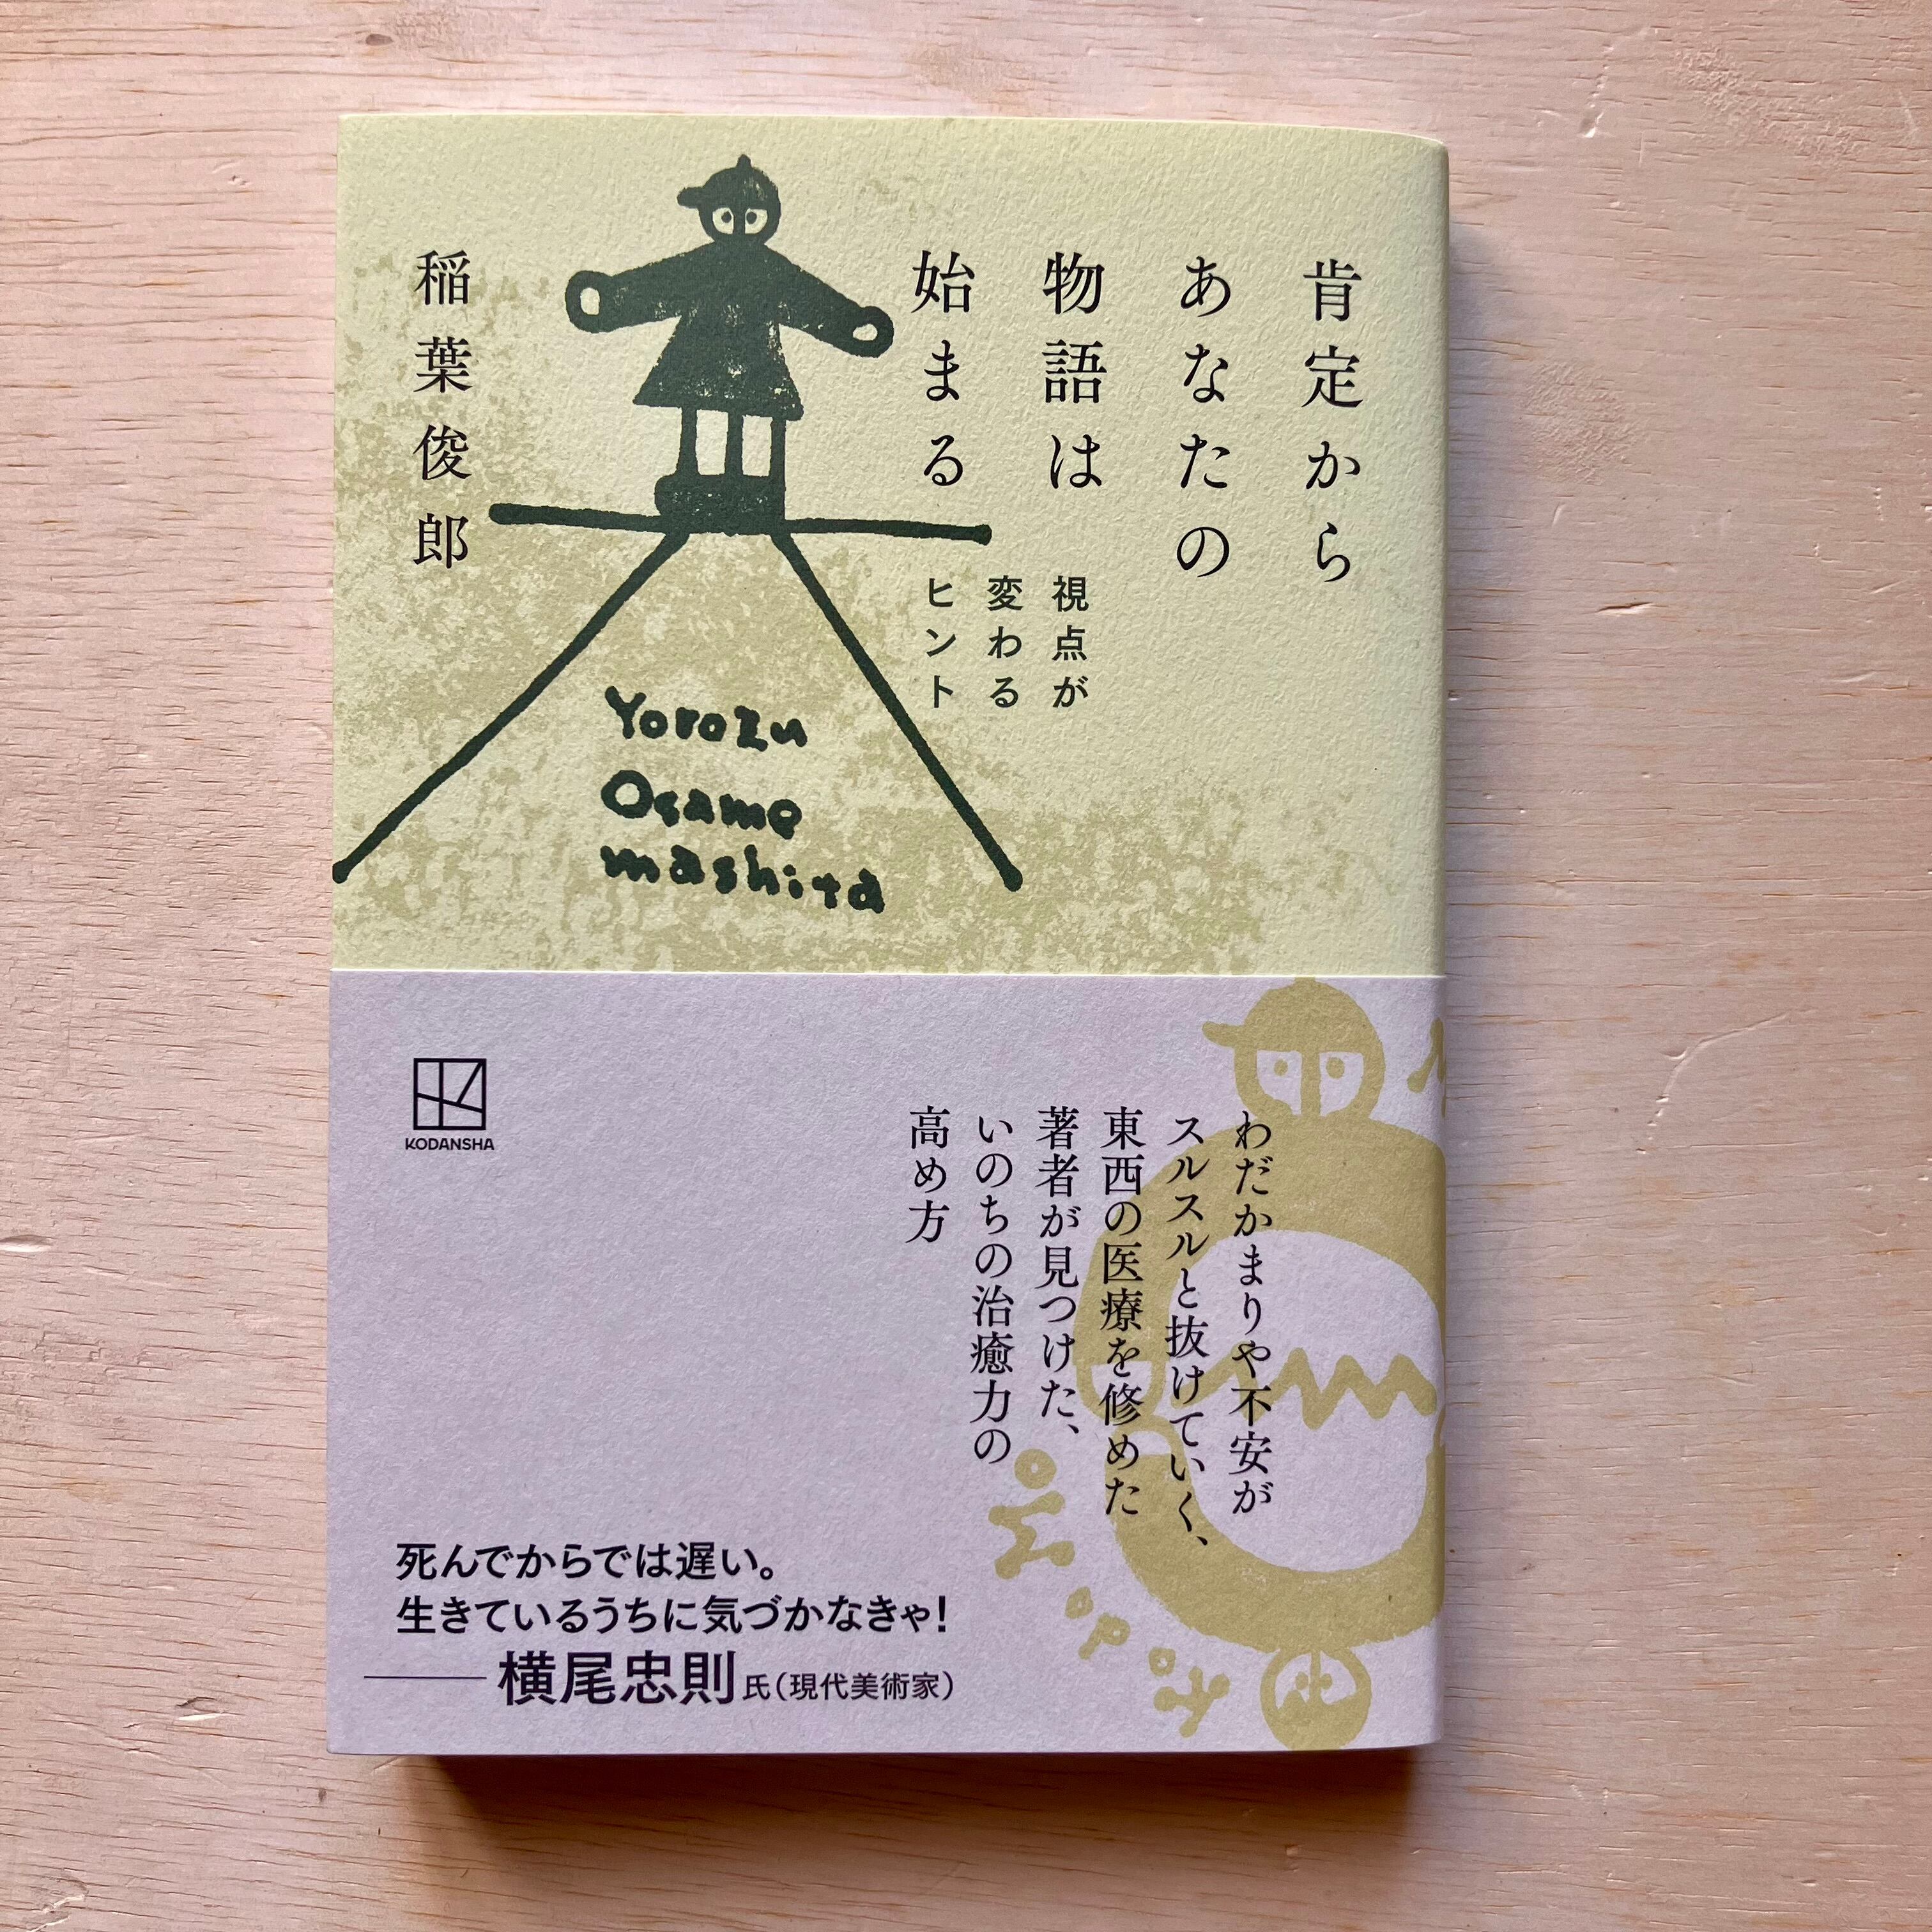 肯定から
あなたの
物語は
始まる
視点が
変わる
ヒント
稲葉俊郎
Yorozu
Osame
mashita
KODANSHA
わだかまりや不安が
スルスルと抜けていく、
東西の医療を修めた
著者が見つけた、
いのちの治癒力の
高め方
死んでからでは遅い。
生きているうちに気づかなきゃ!
――横尾忠則氏(現代美術家)